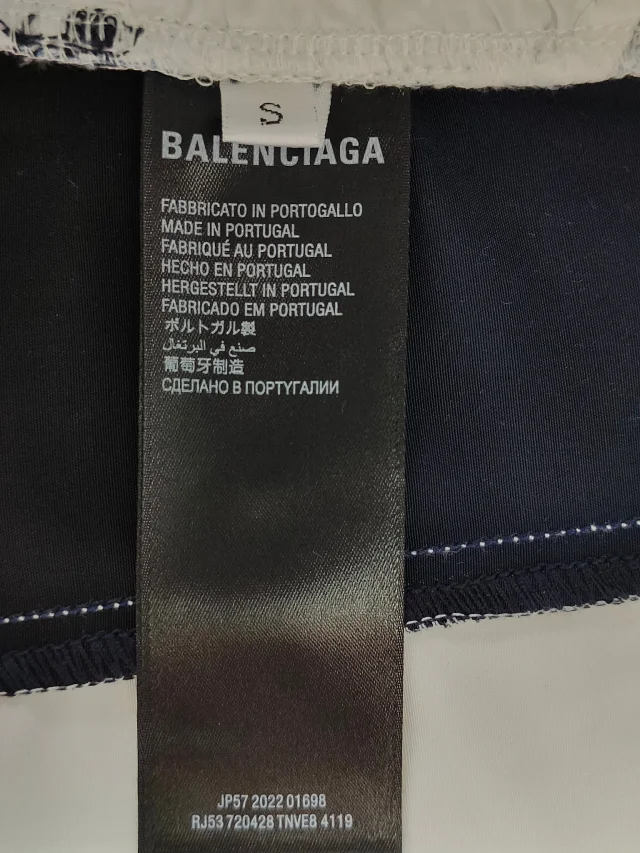 S
BALENCIAGA
FABBRICATO IN PORTOGALLO
MADE IN PORTUGAL
FABRIQUÉ AU PORTUGAL
HECHO EN PORTUGAL
HERGESTELLT IN PORTUGAL
FABRICADO EM PORTUGAL
ポルトガル製
صنع في البرتغال
葡萄牙制造
СДЕЛАНО В ПОРТУГАЛИИ
JP57 2022 01698
RJ53 720428 TNVE8 4119